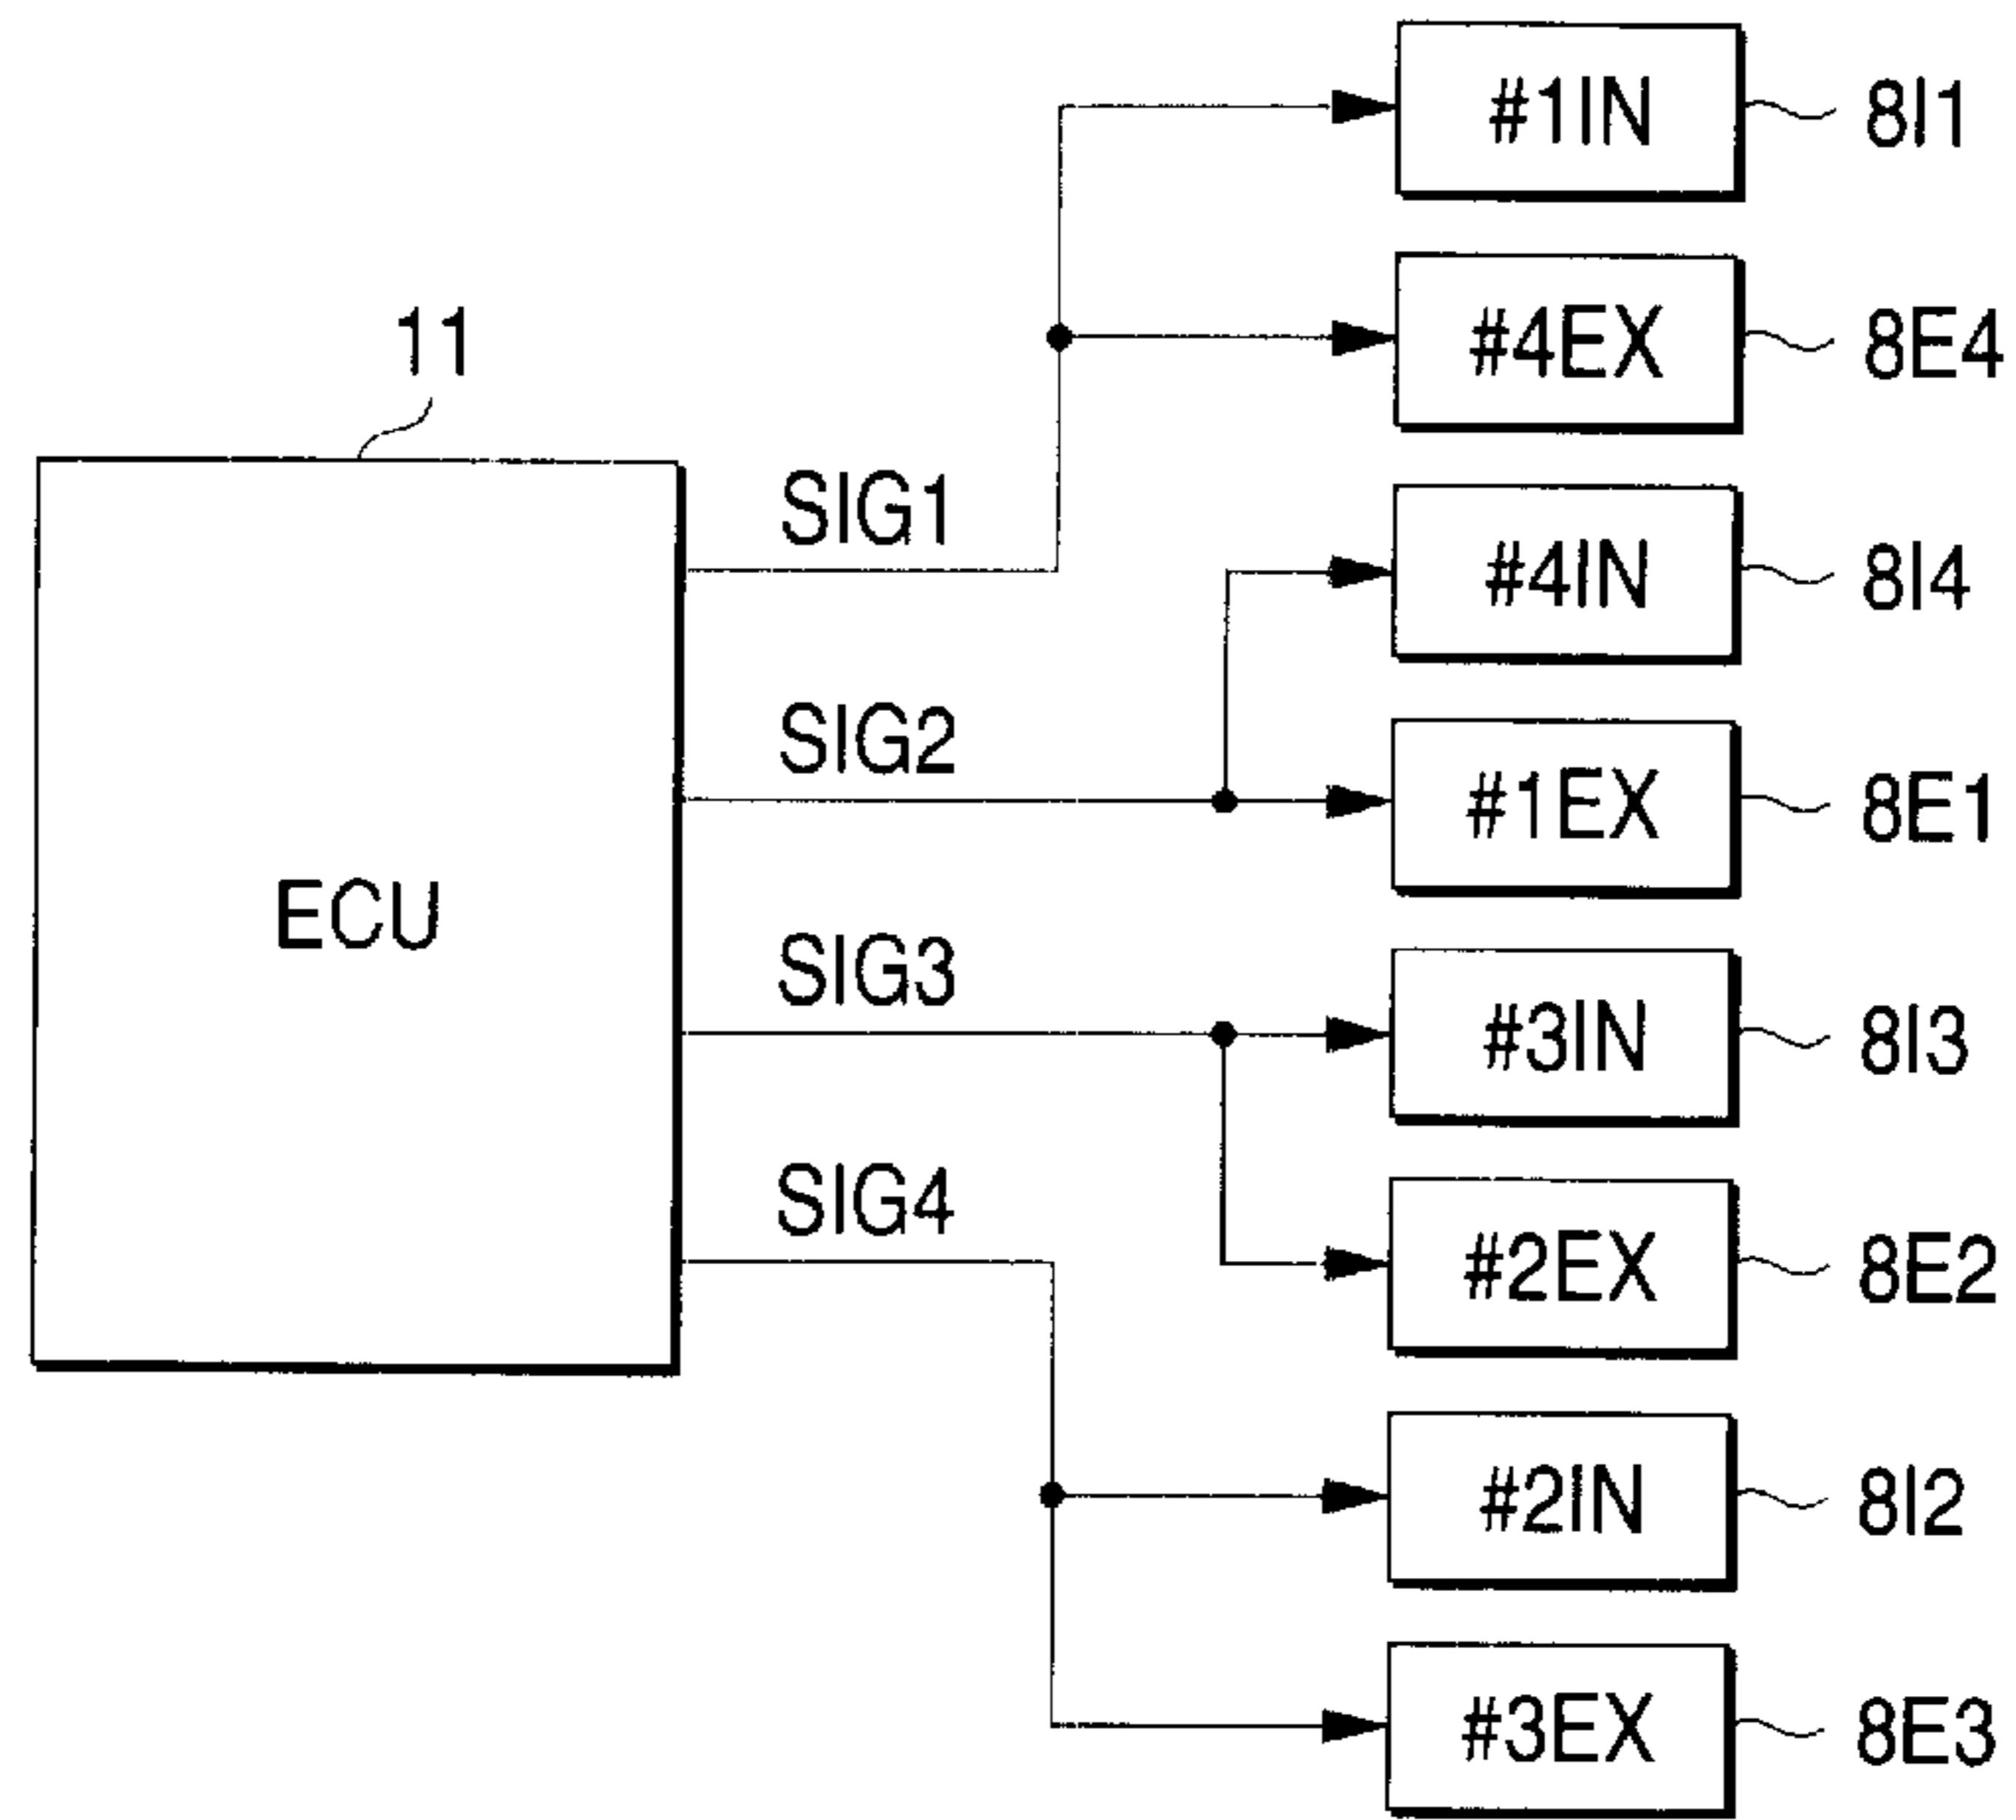 #1IN
8I1
#4EX
8E4
11
SIG1
#4IN
8I4
SIG2
#1EX
8E1
ECU
SIG3
#3IN
8I3
SIG4
#2EX
8E2
#2IN
8I2
#3EX
8E3